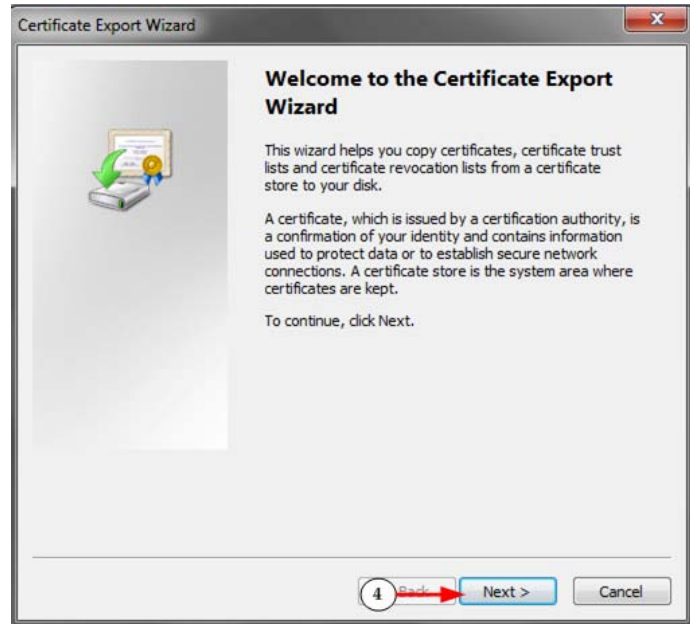 Certificate Export Wizard
Welcome to the Certificate Export
Wizard
This wizard helps you copy certificates, certificate trust
lists and certificate revocation lists from a certificate
store to your disk.
A certificate, which is issued by a certification authority, is
a confirmation of your identity and contains information
used to protect data or to establish secure network
connections. A certificate store is the system area where
certificates are kept.
To continue, click Next.
4 Back Next > Cancel